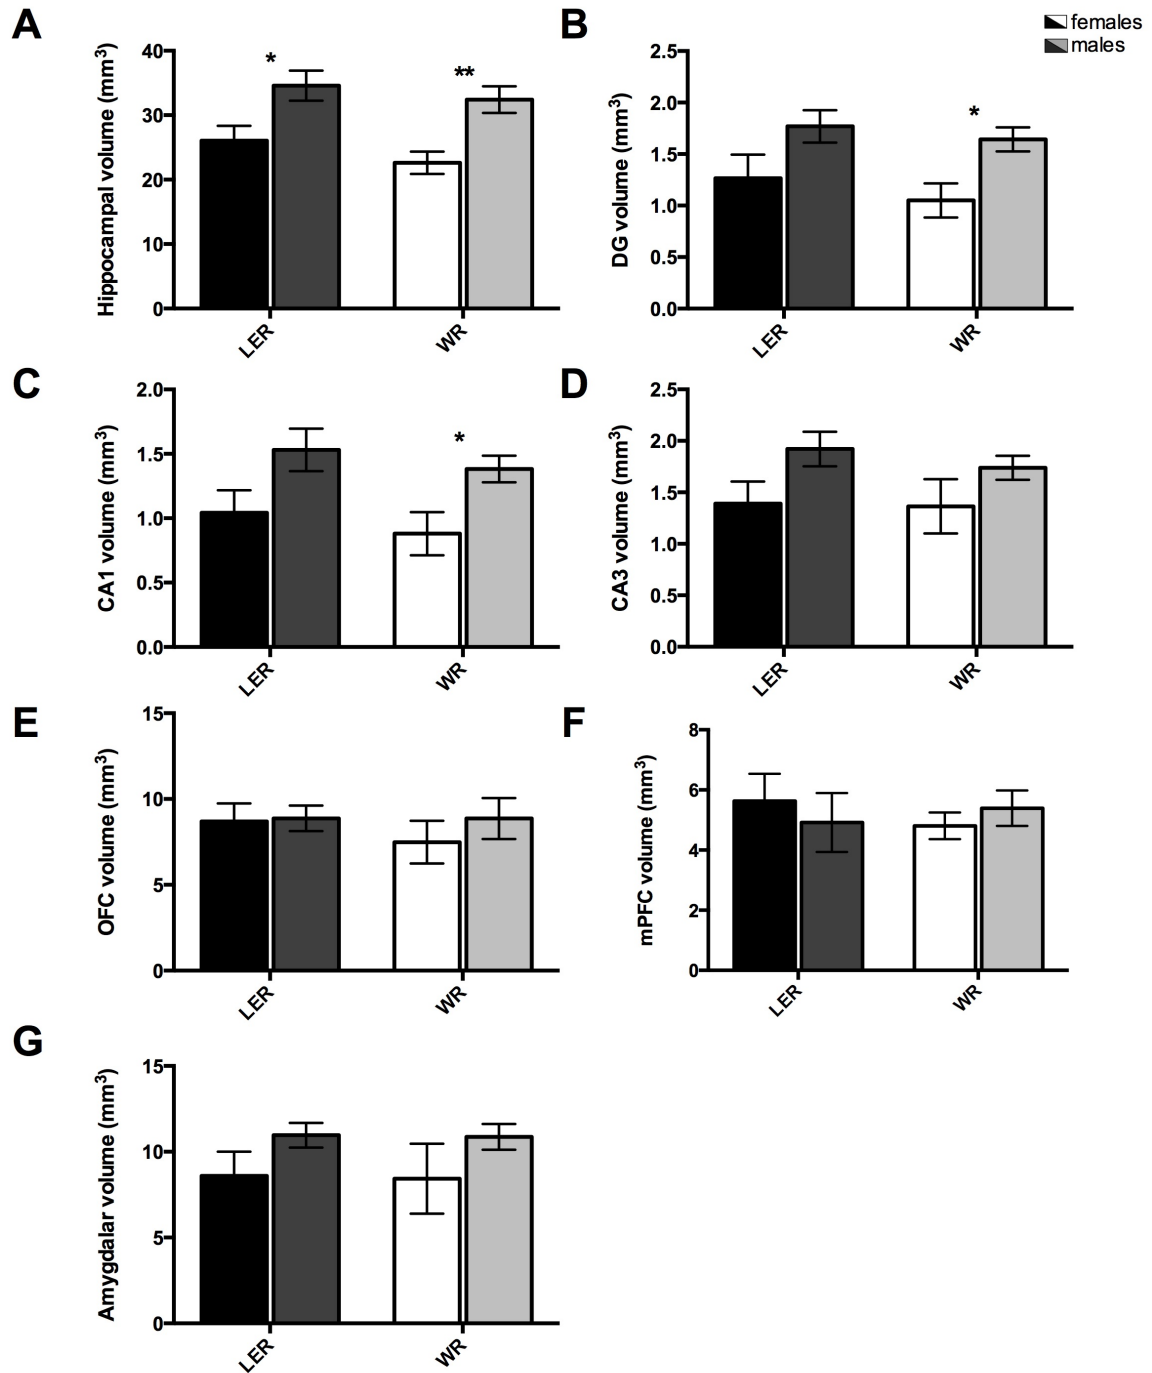 A
B
females
males
Hippocampal volume (mm³)
40
30
20
10
0
*
**
LER
WR
DG volume (mm³)
2.5
2.0
1.5
1.0
0.5
0.0
*
LER
WR
C
D
CA1 volume (mm³)
2.0
1.5
1.0
0.5
0.0
*
LER
WR
CA3 volume (mm³)
2.5
2.0
1.5
1.0
0.5
0.0
LER
WR
E
F
OFC volume (mm³)
15
10
5
0
LER
WR
mPFC volume (mm³)
8
6
4
2
0
LER
WR
G
Amygdalar volume (mm³)
15
10
5
0
LER
WR